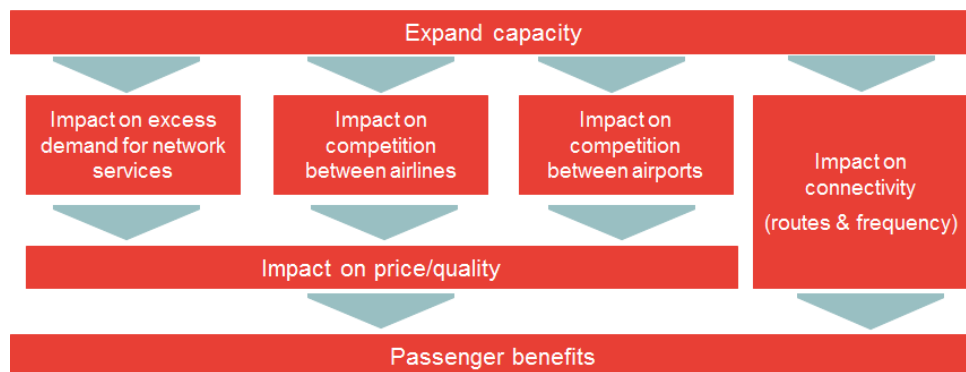 Expand capacity
Impact on excess
demand for network
services
Impact on
competition
between airlines
Impact on
competition
between airports
Impact on
connectivity
(routes & frequency)
Impact on price/quality
Passenger benefits